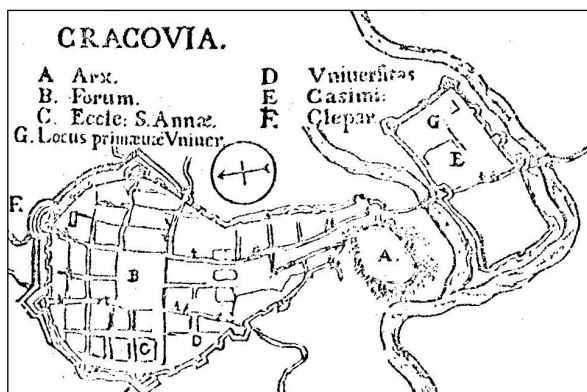 CRACOVIA.
A Arx.
B. Forum.
C. Eccle: S. Annæ.
G. Locus primæuæ Vniuer.
D Vniuersitas
E Casimi:
F. Clepar.
F.
G
E
B
A.
C
D